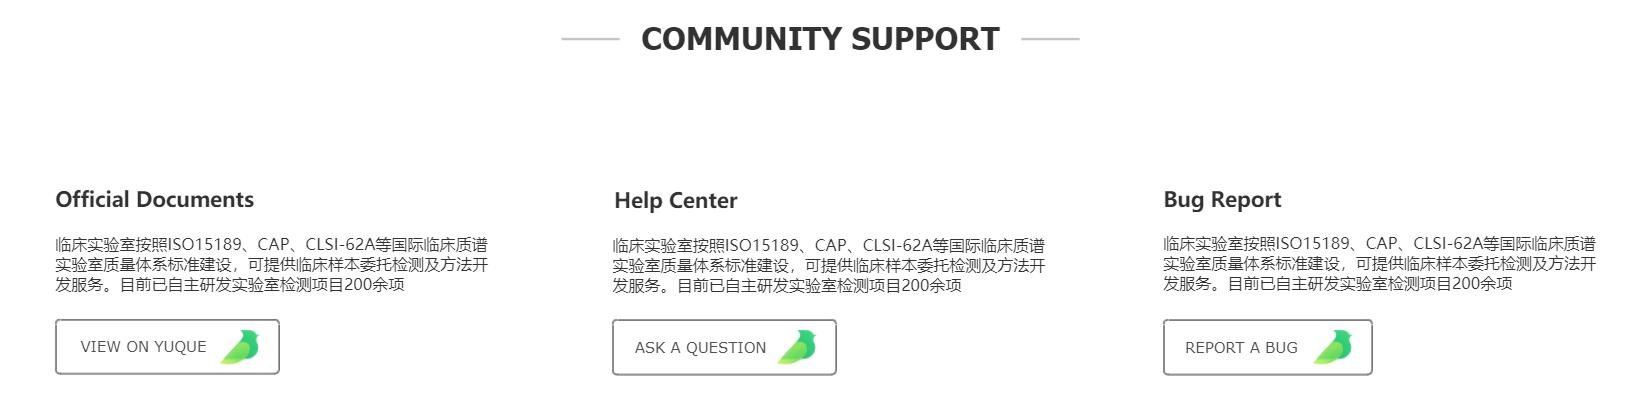 COMMUNITY SUPPORT
Official Documents
临床实验室按照ISO15189、CAP、CLSI-62A等国际临床质谱
实验室质量体系标准建设，可提供临床样本委托检测及方法开
发服务。目前已自主研发实验室检测项目200余项
VIEW ON YUQUE
Help Center
临床实验室按照ISO15189、CAP、CLSI-62A等国际临床质谱
实验室质量体系标准建设，可提供临床样本委托检测及方法开
发服务。目前已自主研发实验室检测项目200余项
ASK A QUESTION
Bug Report
临床实验室按照ISO15189、CAP、CLSI-62A等国际临床质谱
实验室质量体系标准建设，可提供临床样本委托检测及方法开
发服务。目前已自主研发实验室检测项目200余项
REPORT A BUG